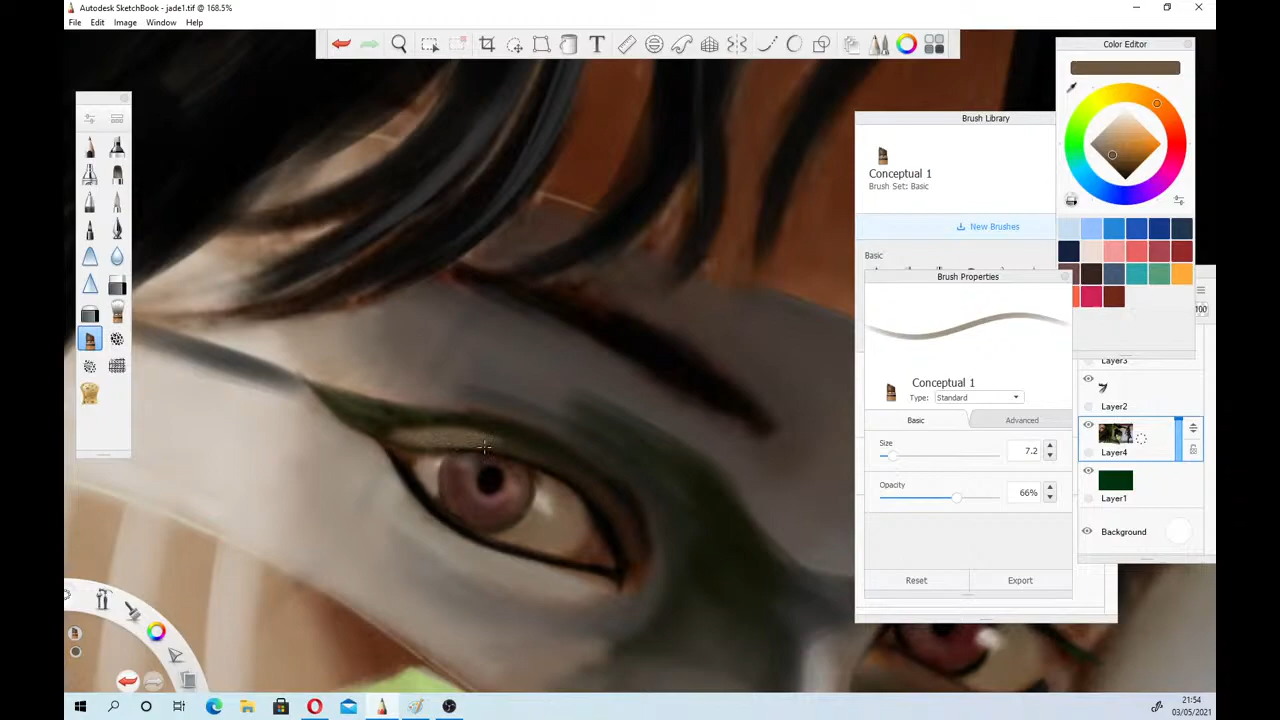 Autodesk SketchBook - jade1.tif @ 168.5%
File Edit Image Window Help
Color Editor
Brush Library
Conceptual 1
Brush Set: Basic
New Brushes
Basic
Brush Properties
Conceptual 1
Type: Standard
Basic Advanced
Size
7.2
Opacity
66%
Reset Export
100
Layer3
Layer2
Layer4
Layer1
Background
21:54
03/05/2021